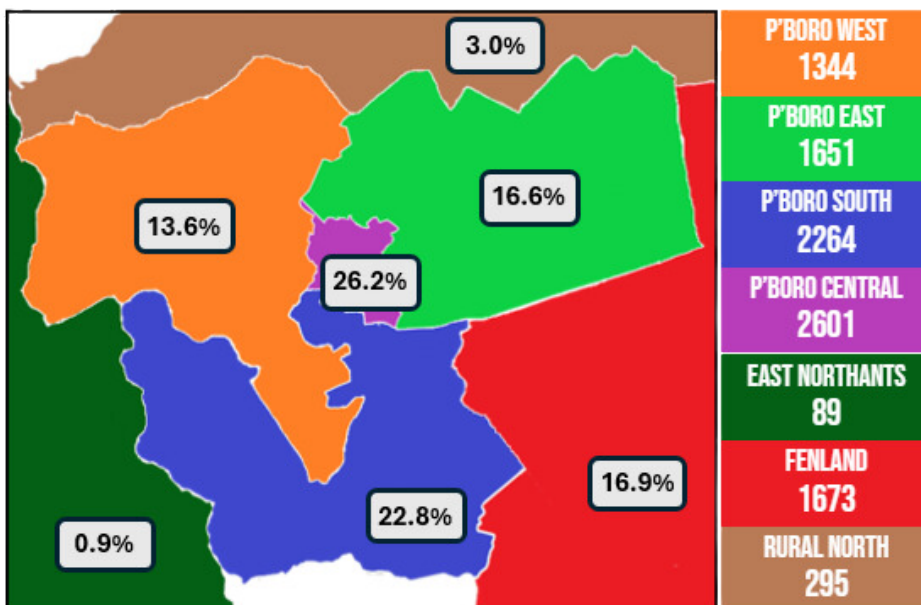 3.0%
16.6%
13.6%
26.2%
16.9%
22.8%
0.9%
P'BORO WEST
1344
P'BORO EAST
1651
P'BORO SOUTH
2264
P'BORO CENTRAL
2601
EAST NORTHANTS
89
FENLAND
1673
RURAL NORTH
295